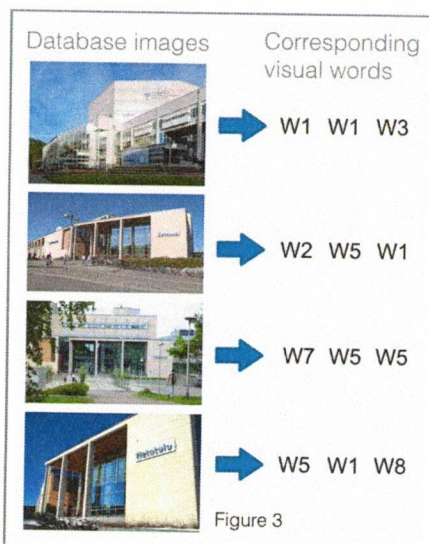 Database images
Corresponding visual words
W1 W1 W3
W2 W5 W1
W7 W5 W5
Tietotalo
W5 W1 W8
Figure 3